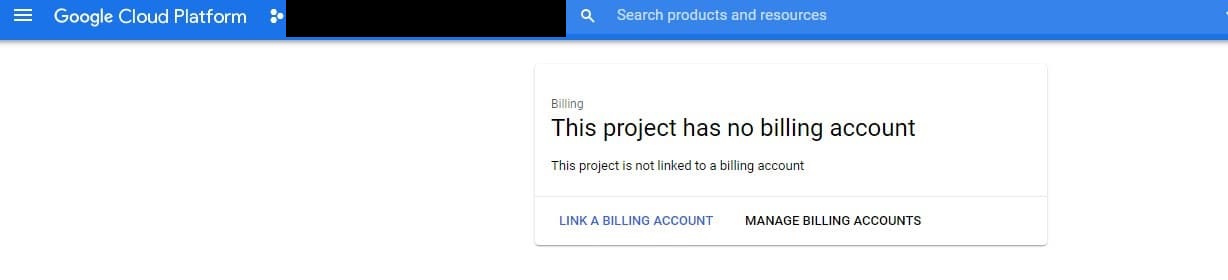 Google Cloud Platform
Search products and resources
Billing
This project has no billing account
This project is not linked to a billing account
LINK A BILLING ACCOUNT MANAGE BILLING ACCOUNTS